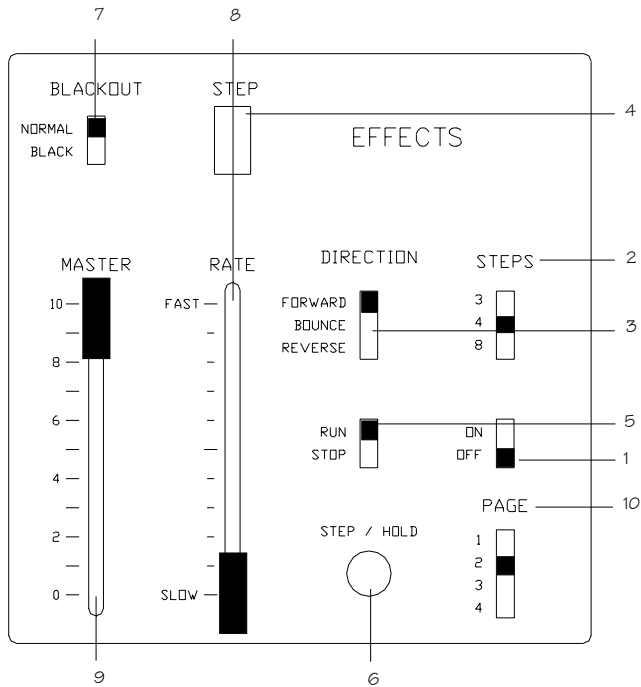 7
8
BLACKOUT
STEP
NORMAL
BLACK
EFFECTS
4
MASTER
RATE
DIRECTION
STEPS
2
10
8
6
4
2
0
FAST
SLOW
FORWARD
BOUNCE
REVERSE
3
4
8
3
RUN
STOP
ON
OFF
5
1
PAGE
10
STEP / HOLD
1
2
3
4
9
6